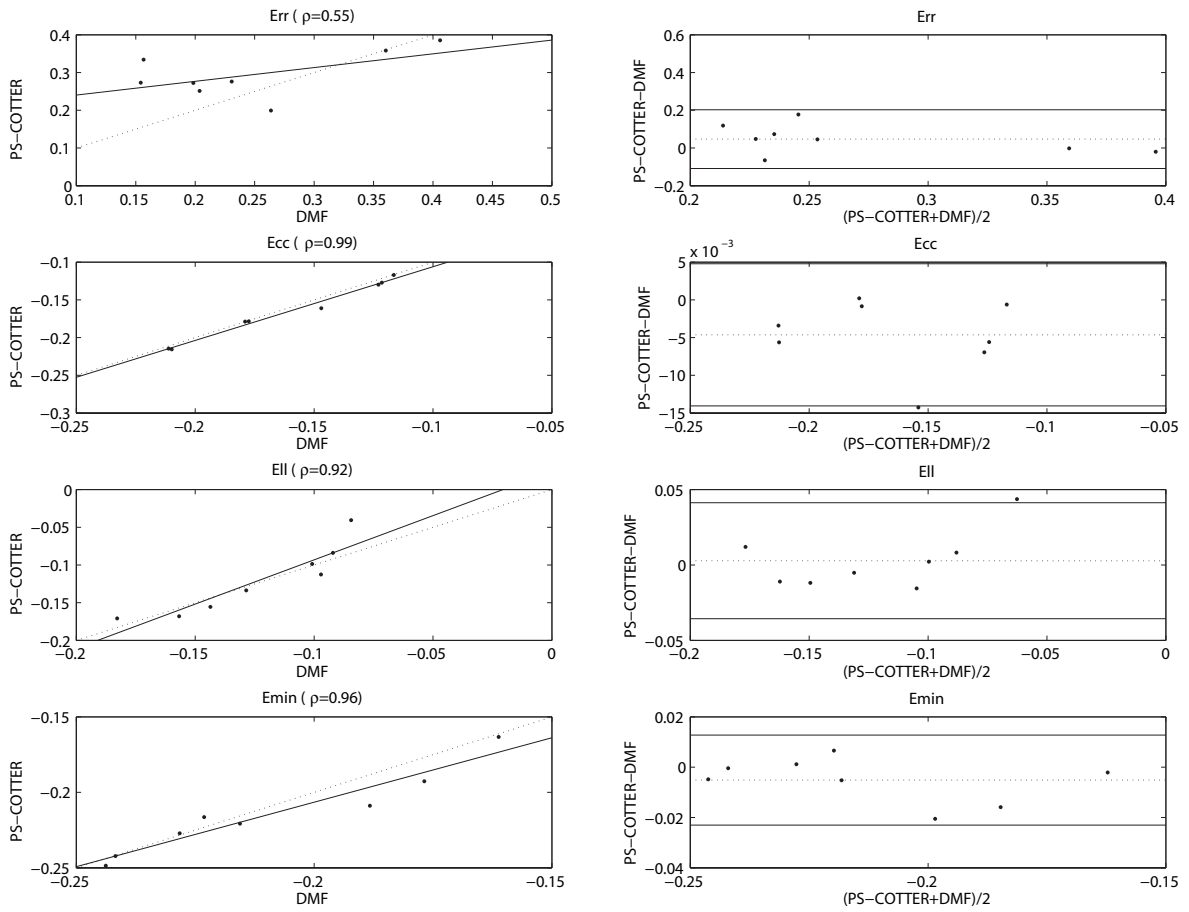 Err ( ρ=0.55)
0.4
0.3
0.2
0.1
0
PS−COTTER
0.1 0.15 0.2 0.25 0.3 0.35 0.4 0.45 0.5
DMF
Err
0.6
0.4
0.2
0
−0.2
PS−COTTER−DMF
0.2 0.25 0.3 0.35 0.4
(PS−COTTER+DMF)/2
Ecc ( ρ=0.99)
−0.1
−0.15
−0.2
−0.25
−0.3
PS−COTTER
−0.25 −0.2 −0.15 −0.1 −0.05
DMF
Ecc
x 10 −3
5
0
−5
−10
−15
PS−COTTER−DMF
−0.25 −0.2 −0.15 −0.1 −0.05
(PS−COTTER+DMF)/2
Ell ( ρ=0.92)
0
−0.05
−0.1
−0.15
−0.2
PS−COTTER
−0.2 −0.15 −0.1 −0.05 0
DMF
Ell
0.05
0
−0.05
PS−COTTER−DMF
−0.2 −0.15 −0.1 −0.05 0
(PS−COTTER+DMF)/2
Emin ( ρ=0.96)
−0.15
−0.2
−0.25
PS−COTTER
−0.25 −0.2 −0.15
DMF
Emin
0.02
0
−0.02
−0.04
PS−COTTER−DMF
−0.25 −0.2 −0.15
(PS−COTTER+DMF)/2